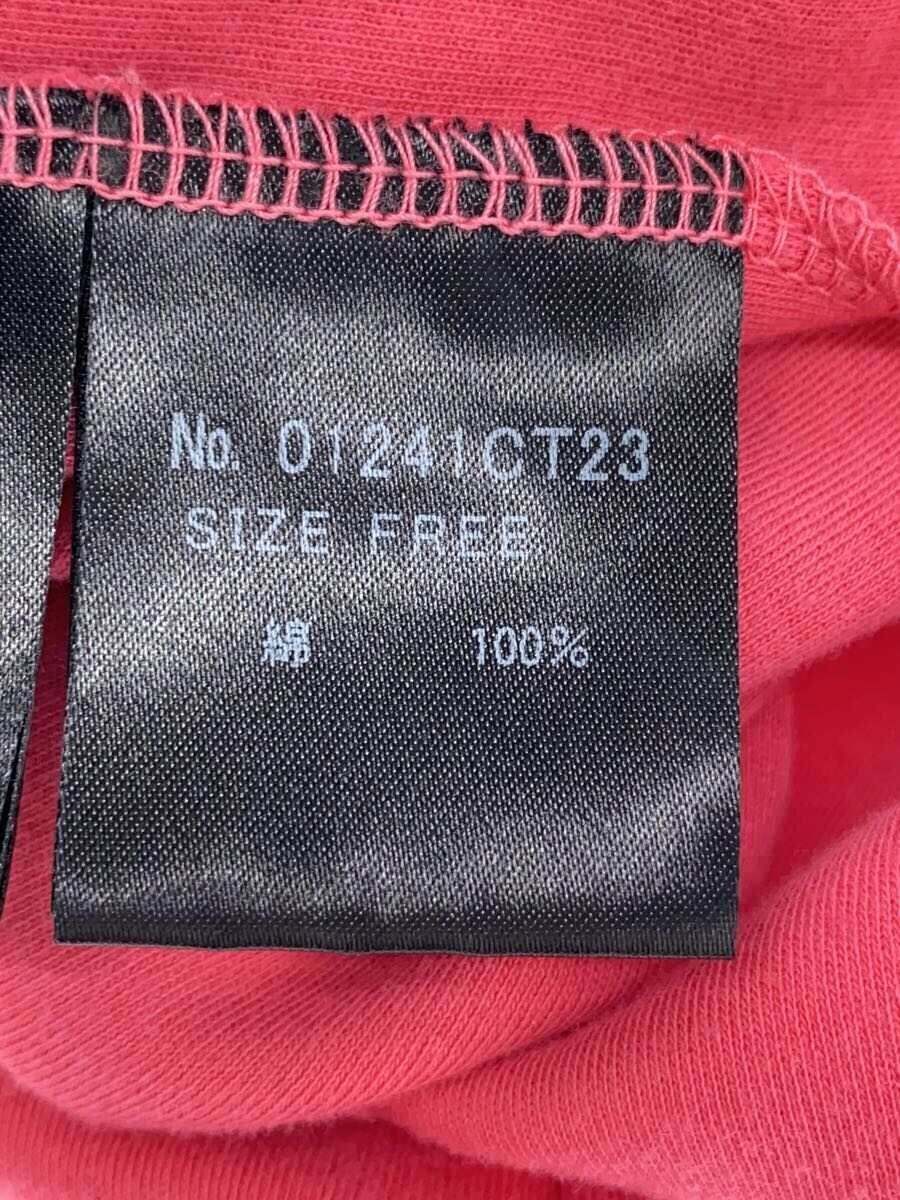 No. 01241CT23
SIZE FREE
綿 100%